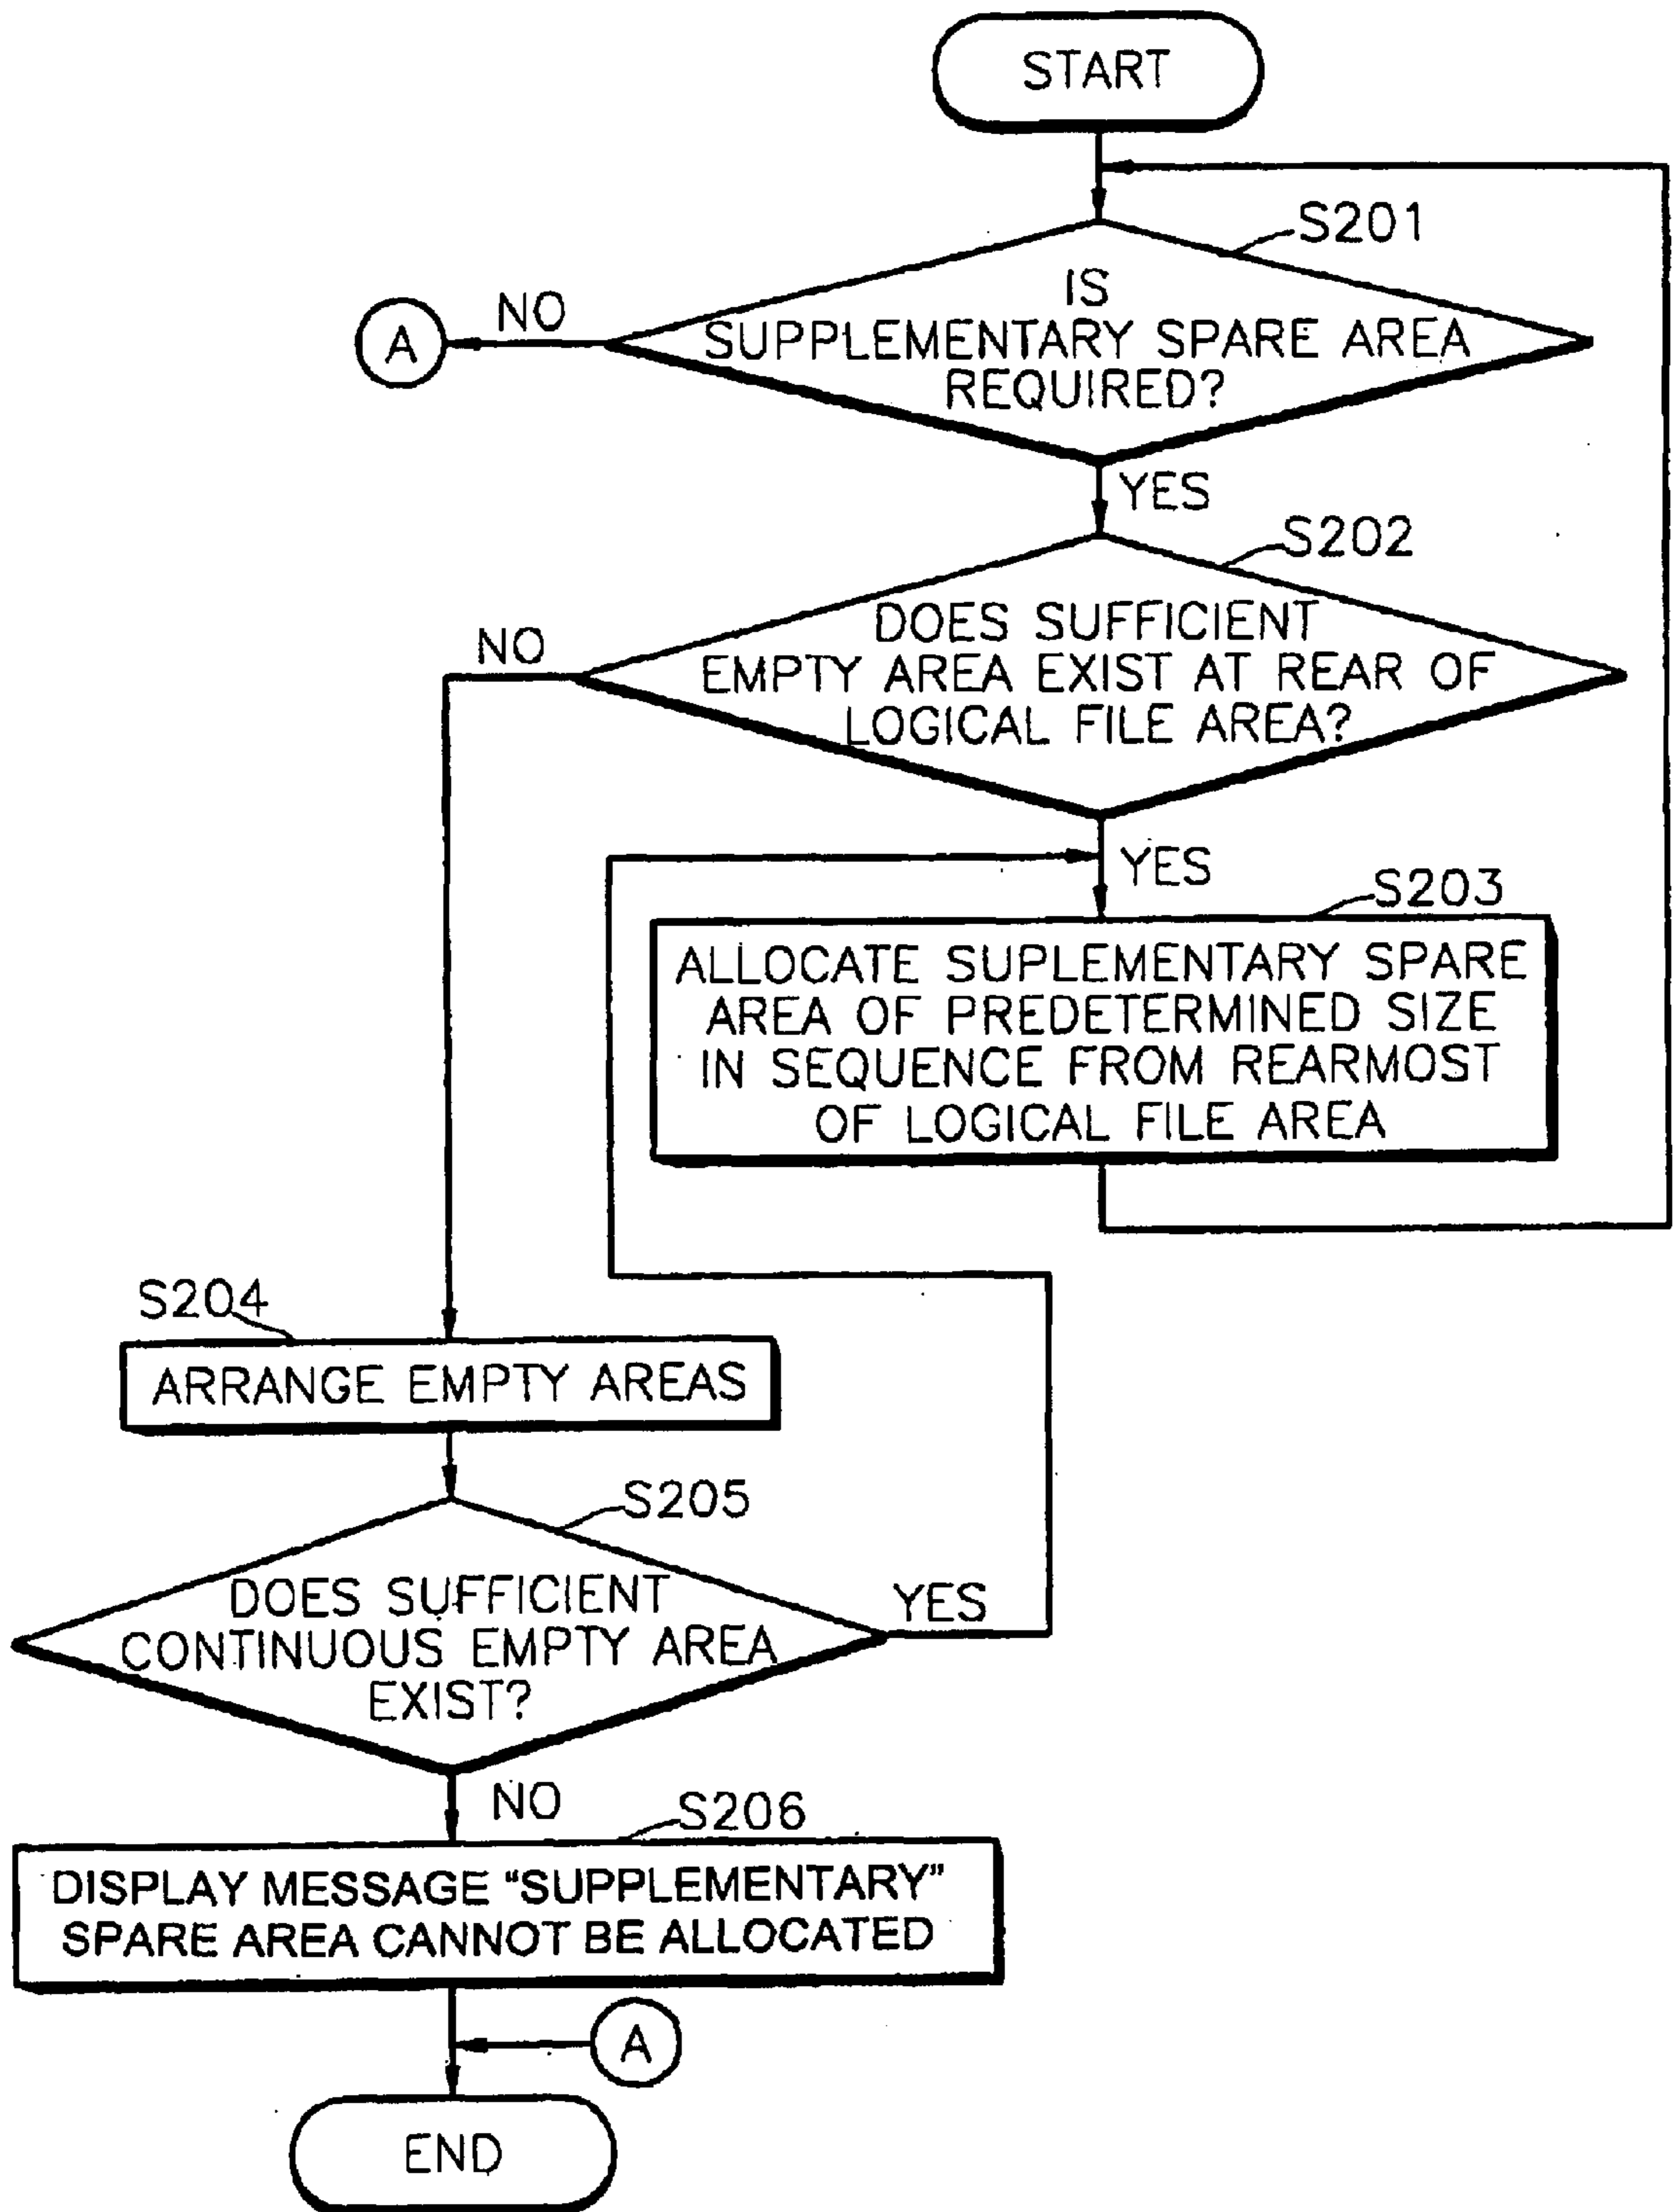 START
S201
IS
SUPPLEMENTARY SPARE AREA
REQUIRED?
NO
A
YES
S202
DOES SUFFICIENT
EMPTY AREA EXIST AT REAR OF
LOGICAL FILE AREA?
NO
YES
S203
ALLOCATE SUPLEMENTARY SPARE
AREA OF PREDETERMINED SIZE
IN SEQUENCE FROM REARMOST
OF LOGICAL FILE AREA
S204
ARRANGE EMPTY AREAS
S205
DOES SUFFICIENT
CONTINUOUS EMPTY AREA
EXIST?
YES
NO
S206
DISPLAY MESSAGE “SUPPLEMENTARY”
SPARE AREA CANNOT BE ALLOCATED
A
END